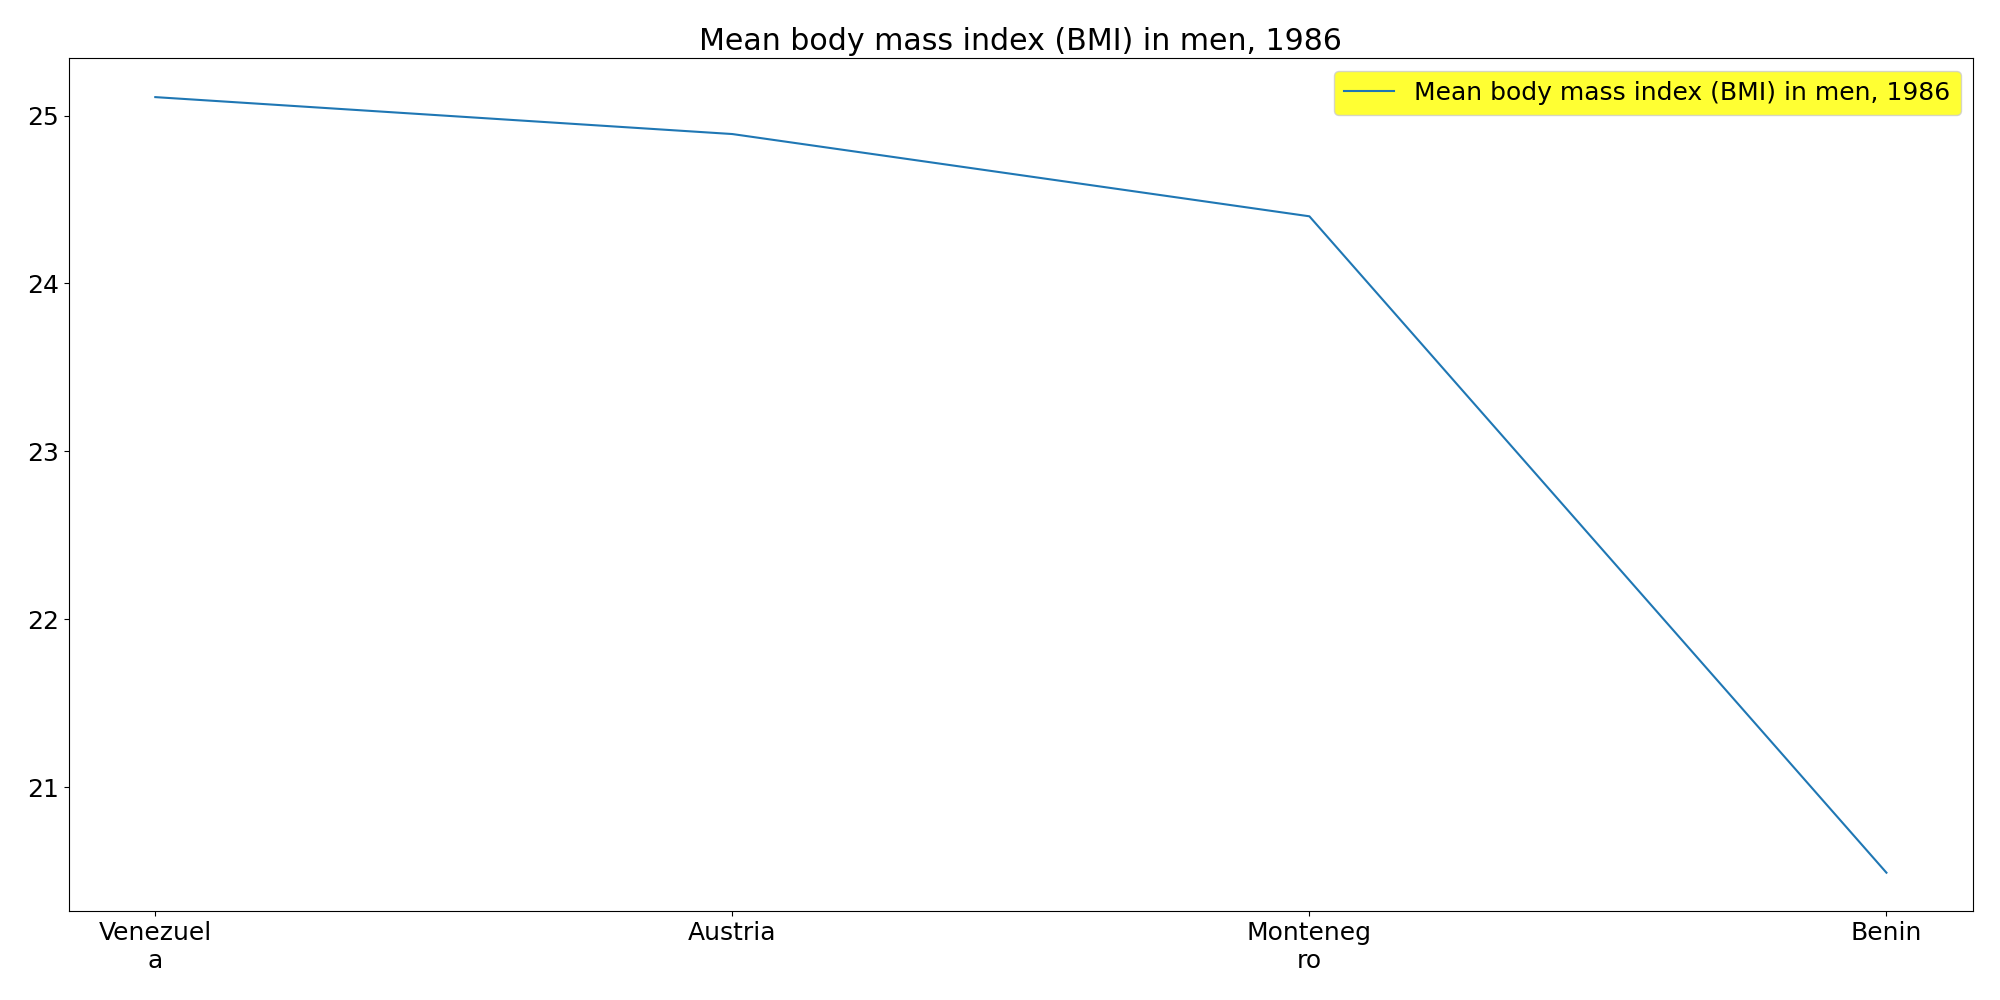 Mean body mass index (BMI) in men, 1986
Mean body mass index (BMI) in men, 1986
25
24
23
22
21
Venezuel
a
Austria
Monteneg
ro
Benin